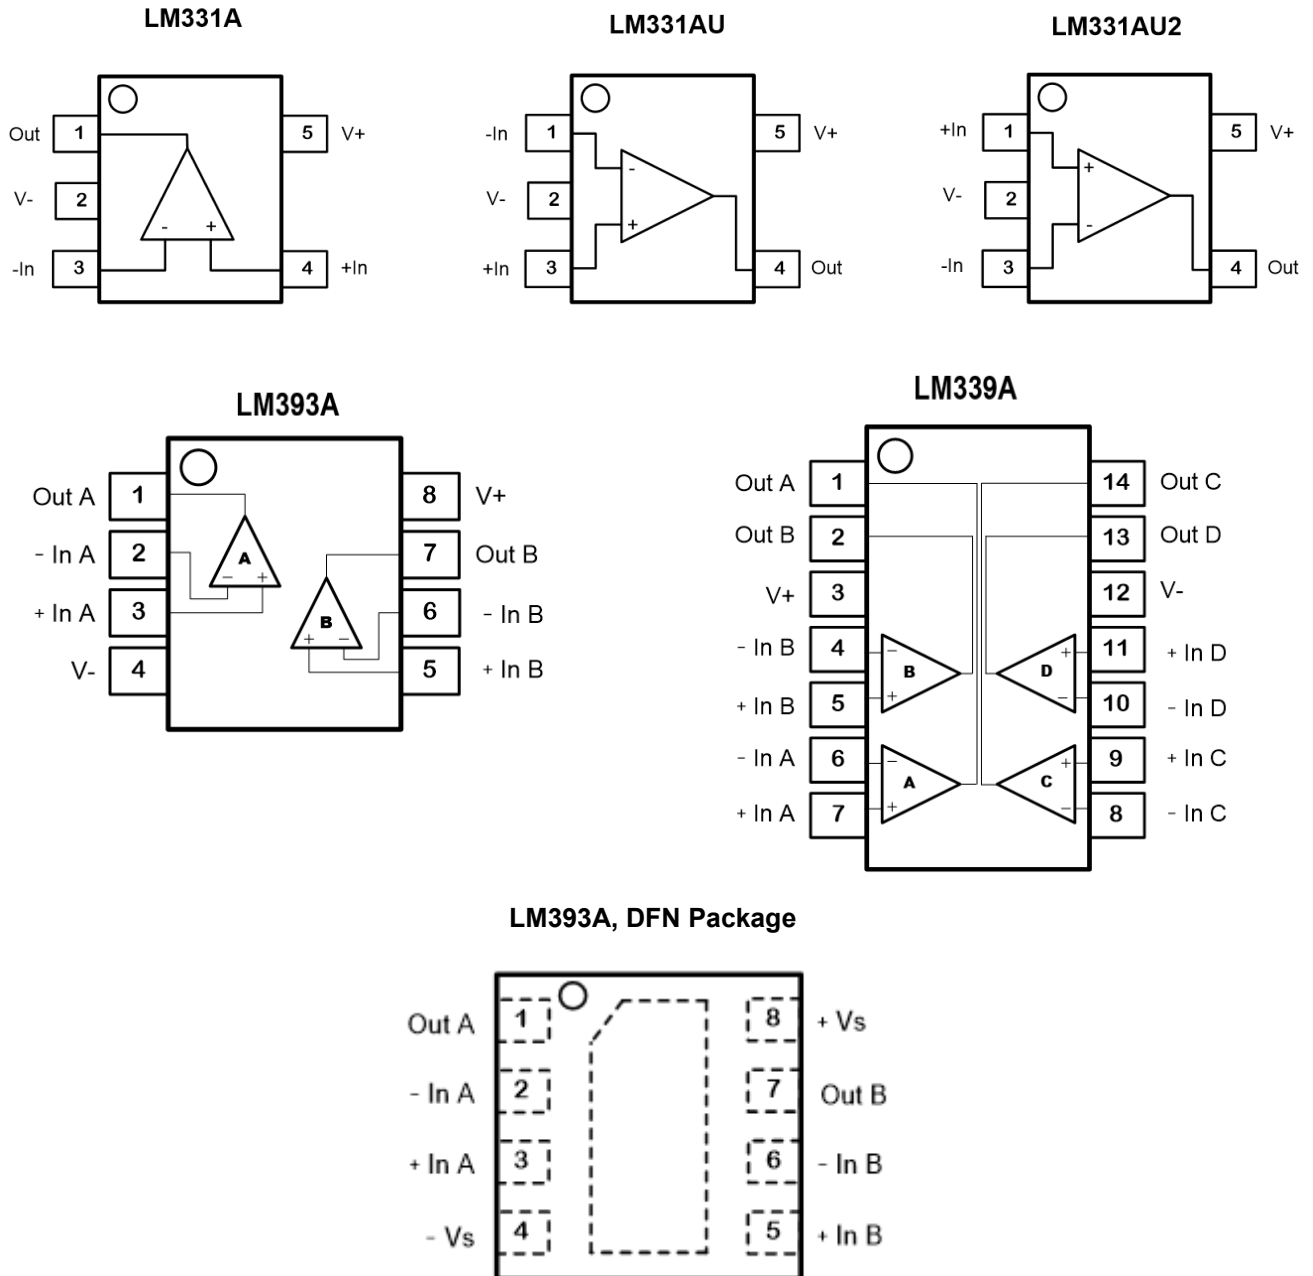 LM331A
LM331AU
LM331AU2
Out 1 5 V+
V- 2
-In 3 - + 4 +In
-In 1 - 5 V+
V- 2
+In 3 + 4 Out
+In 1 + 5 V+
V- 2
-In 3 - 4 Out
LM393A
Out A 1 8 V+
- In A 2 A - + 7 Out B
+ In A 3 B + - 6 - In B
V- 4 5 + In B
LM339A
Out A 1 14 Out C
Out B 2 13 Out D
V+ 3 12 V-
- In B 4 - + 11 + In D
B D
+ In B 5 + - 10 - In D
- In A 6 - + 9 + In C
A C
+ In A 7 + - 8 - In C
LM393A, DFN Package
Out A 1 8 + Vs
- In A 2 7 Out B
+ In A 3 6 - In B
- Vs 4 5 + In B